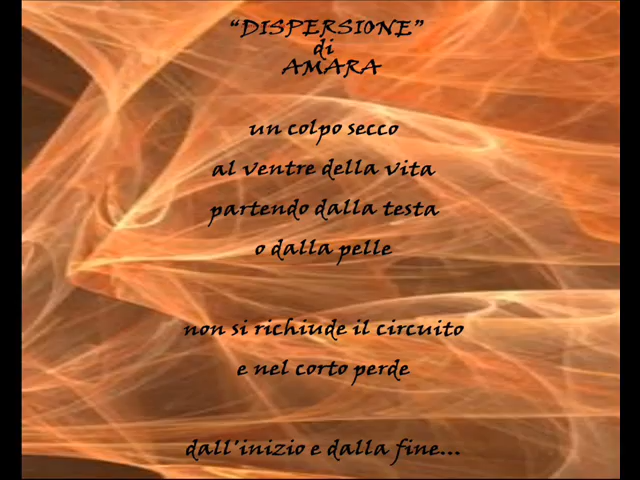 “DISPERSIONE”
di
AMARA
un colpo secco
al ventre della vita
partendo dalla testa
o dalla pelle
non si richiude il circuito
e nel corto perde
dall'inizio e dalla fine...